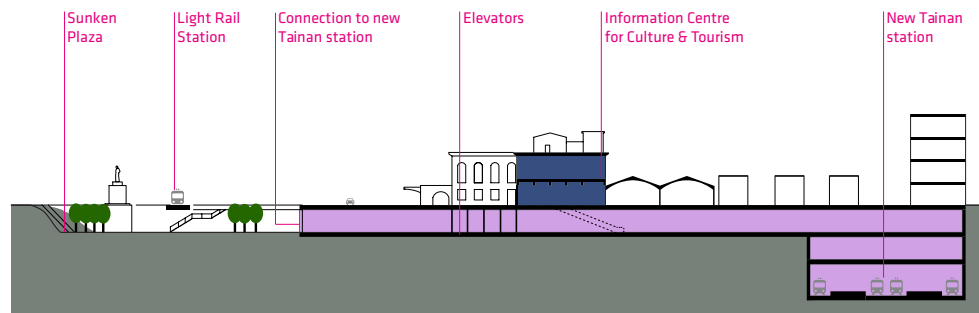 Sunken
Plaza
Light Rail
Station
Connection to new
Tainan station
Elevators
Information Centre
for Culture & Tourism
New Tainan
station